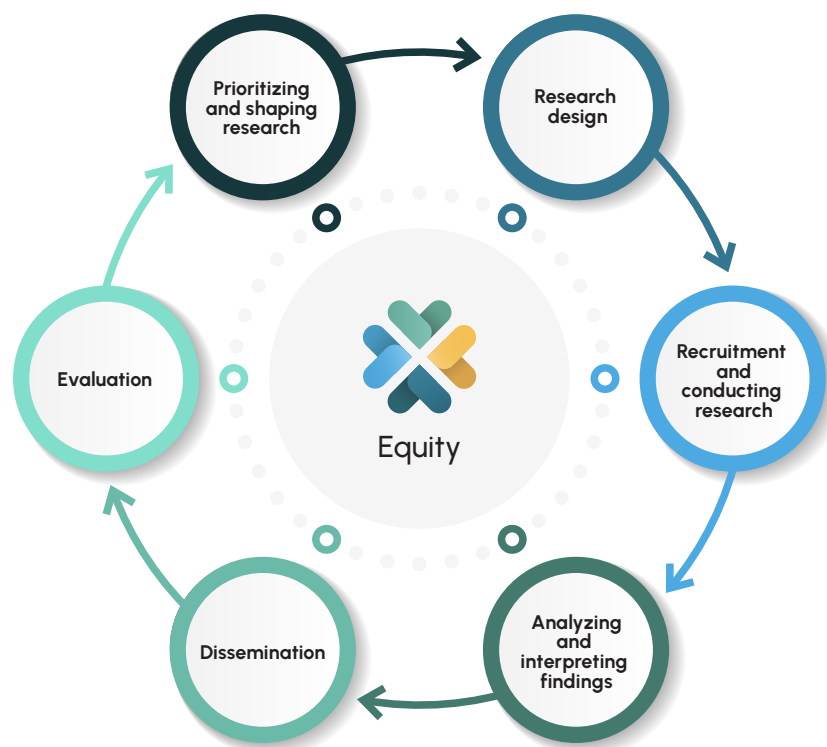 Prioritizing
and shaping
research
Research
design
Recruitment
and
conducting
research
Analyzing
and
interpreting
findings
Dissemination
Evaluation
Equity